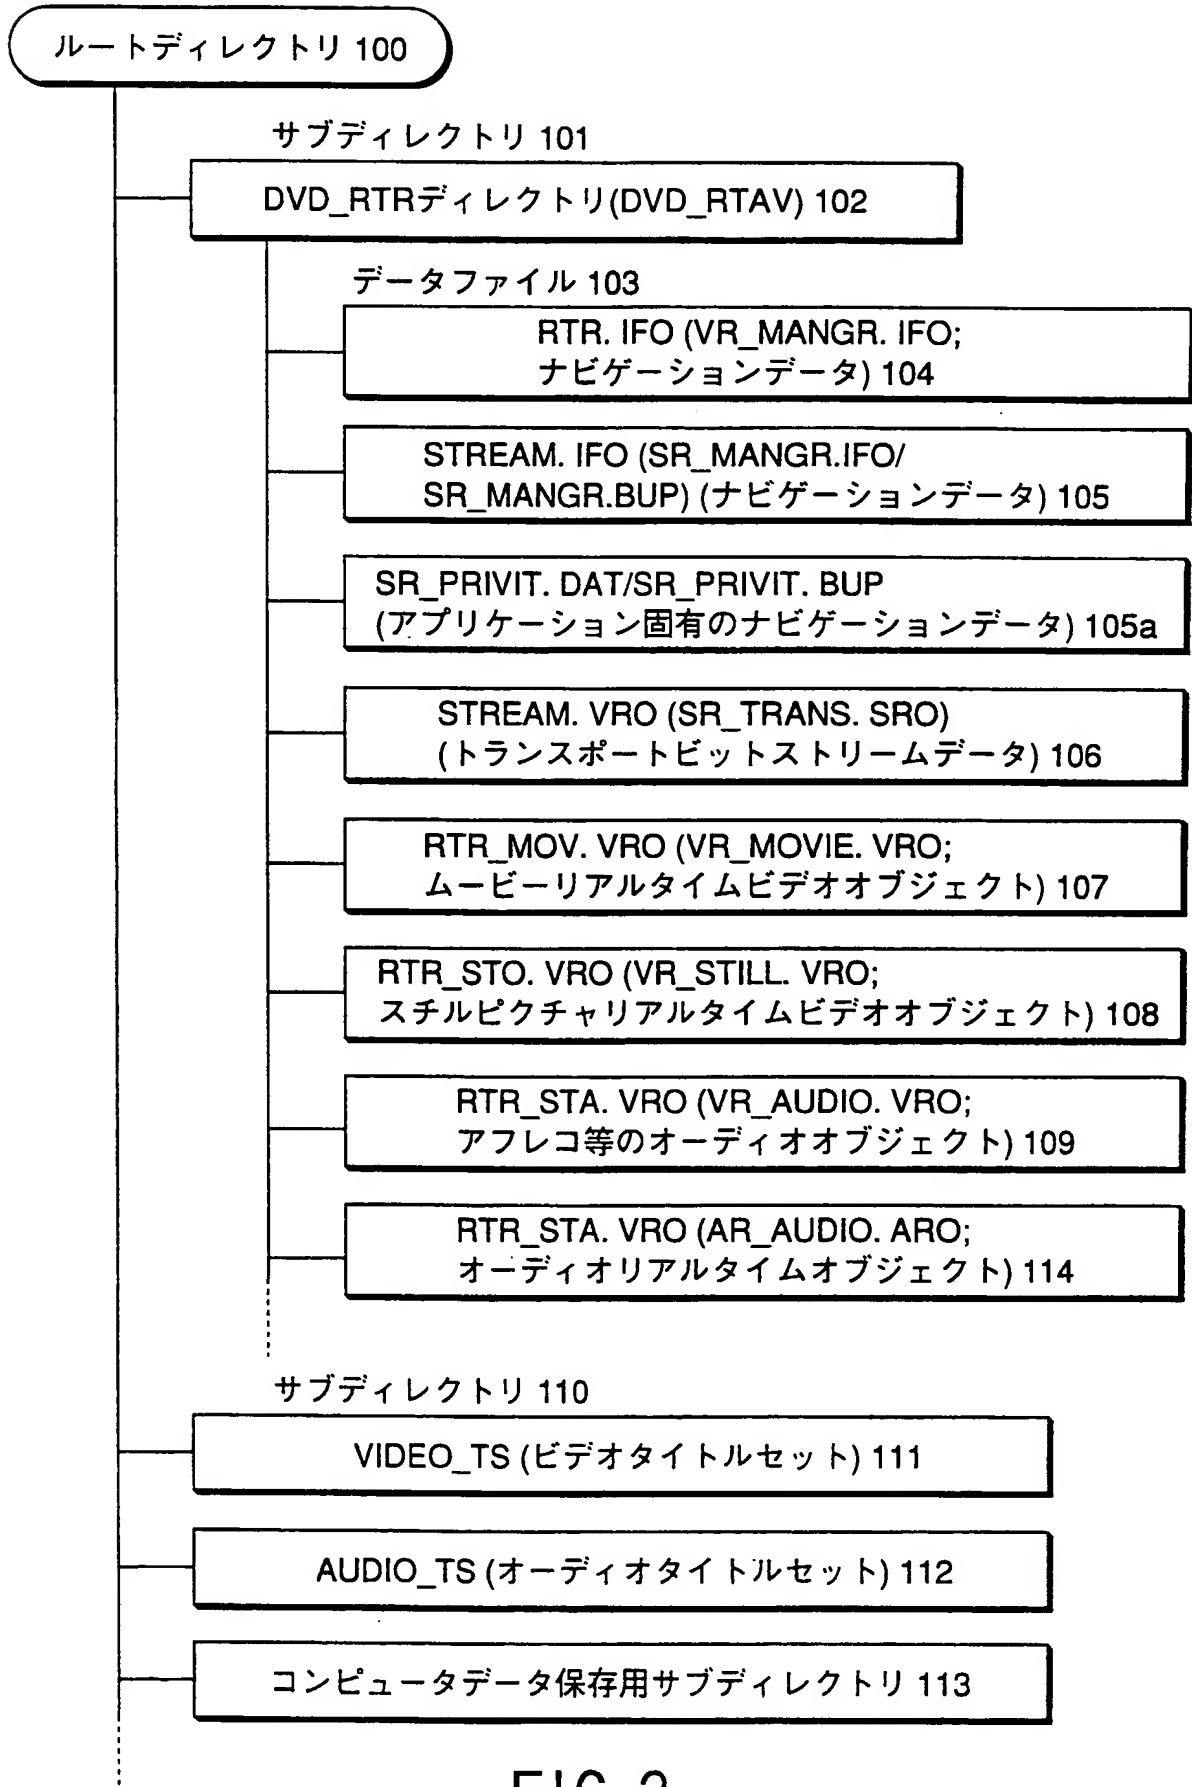 ルートディレクトリ 100
サブディレクトリ 101
DVD_RTRディレクトリ(DVD_RTAV) 102
データファイル 103
RTR. IFO (VR_MANGR. IFO;
ナビゲーションデータ) 104
STREAM. IFO (SR_MANGR.IFO/
SR_MANGR.BUP) (ナビゲーションデータ) 105
SR_PRIVIT. DAT/SR_PRIVIT. BUP
(アプリケーション固有のナビゲーションデータ) 105a
STREAM. VRO (SR_TRANS. SRO)
(トランスポートビットストリームデータ) 106
RTR_MOV. VRO (VR_MOVIE. VRO;
ムービーリアルタイムビデオオブジェクト) 107
RTR_STO. VRO (VR_STILL. VRO;
スチルピクチャリアルタイムビデオオブジェクト) 108
RTR_STA. VRO (VR_AUDIO. VRO;
アフレコ等のオーディオオブジェクト) 109
RTR_STA. VRO (AR_AUDIO. ARO;
オーディオリアルタイムオブジェクト) 114
サブディレクトリ 110
VIDEO_TS (ビデオタイトルセット) 111
AUDIO_TS (オーディオタイトルセット) 112
コンピュータデータ保存用サブディレクトリ 113